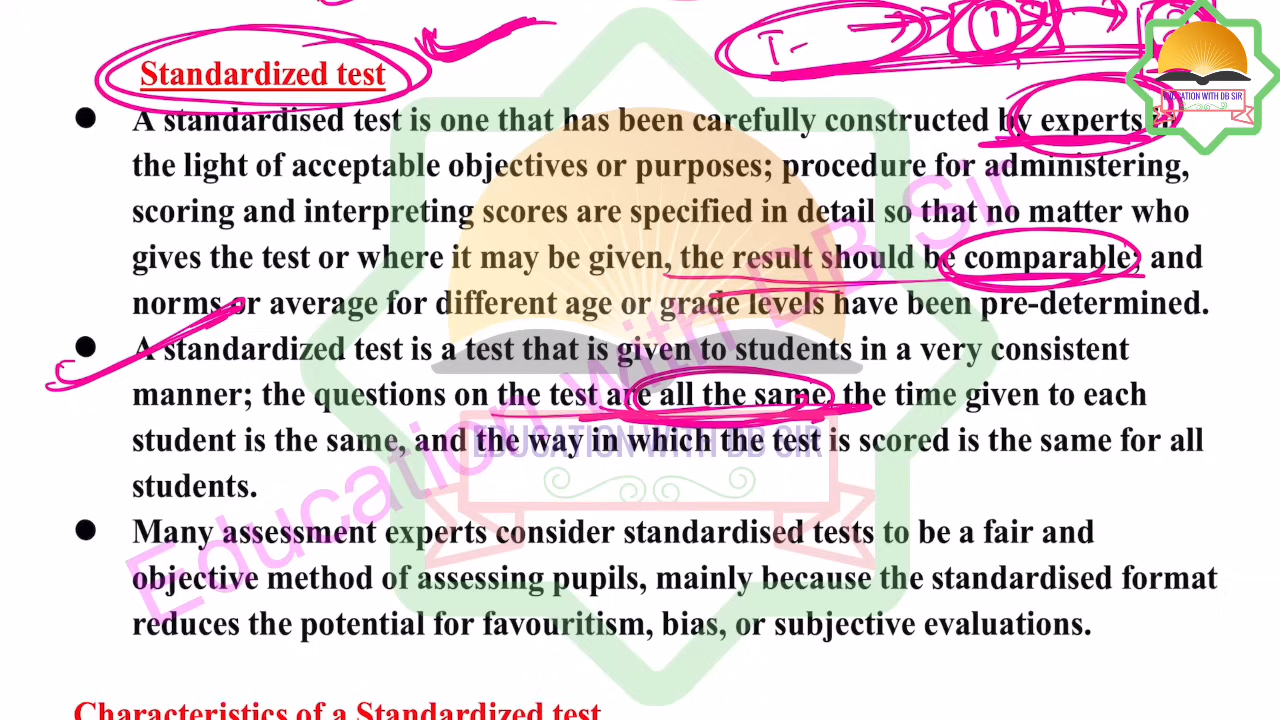 Standardized test
EDUCATION WITH DB SIR
● A standardised test is one that has been carefully constructed by experts in
the light of acceptable objectives or purposes; procedure for administering,
scoring and interpreting scores are specified in detail so that no matter who
gives the test or where it may be given, the result should be comparable; and
norms or average for different age or grade levels have been pre-determined.
● A standardized test is a test that is given to students in a very consistent
manner; the questions on the test are all the same, the time given to each
student is the same, and the way in which the test is scored is the same for all
students.
● Many assessment experts consider standardised tests to be a fair and
objective method of assessing pupils, mainly because the standardised format
reduces the potential for favouritism, bias, or subjective evaluations.
Characteristics of a Standardized test
Education with DB Sir
EDUCATION WITH DB SIR